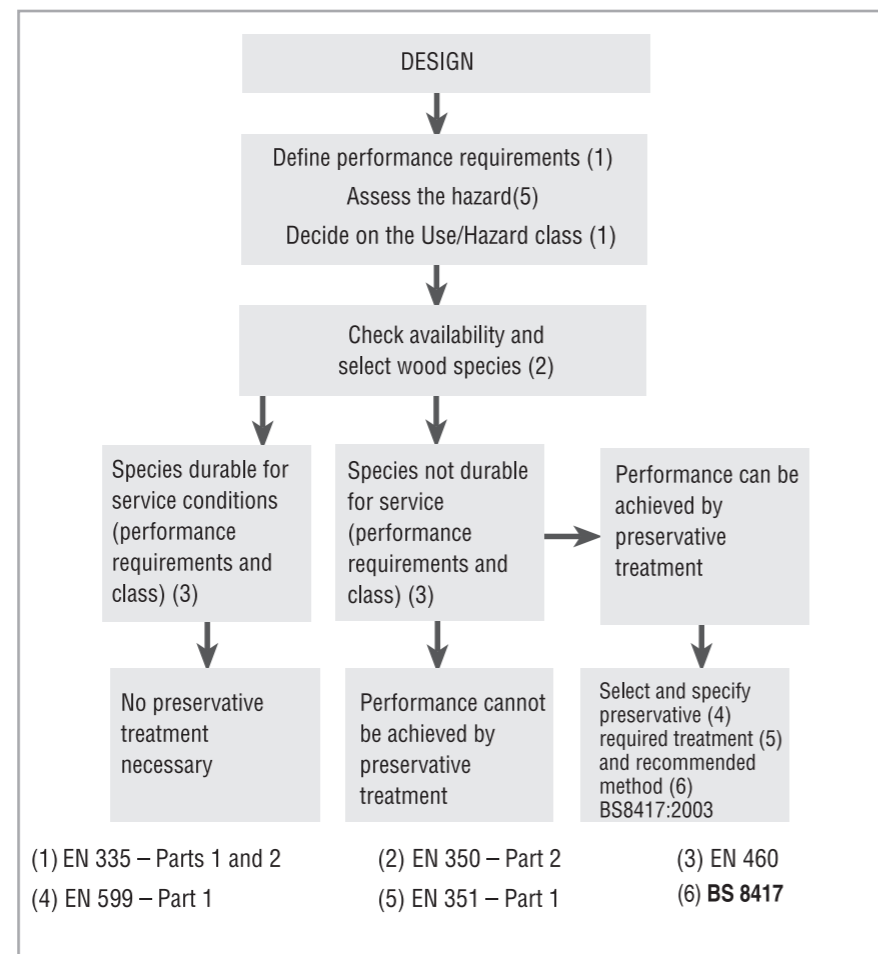 DESIGN
Define performance requirements (1)
Assess the hazard(5)
Decide on the Use/Hazard class (1)
Check availability and
select wood species (2)
Species durable for
service conditions
(performance
requirements and
class) (3)
Species not durable
for service
(performance
requirements and
class) (3)
Performance can be
achieved by
preservative
treatment
No preservative
treatment
necessary
Performance cannot
be achieved by
preservative
treatment
Select and specify
preservative (4)
required treatment (5)
and recommended
method (6)
BS8417:2003
(1) EN 335 – Parts 1 and 2
(2) EN 350 – Part 2
(3) EN 460
(4) EN 599 – Part 1
(5) EN 351 – Part 1
(6) BS 8417